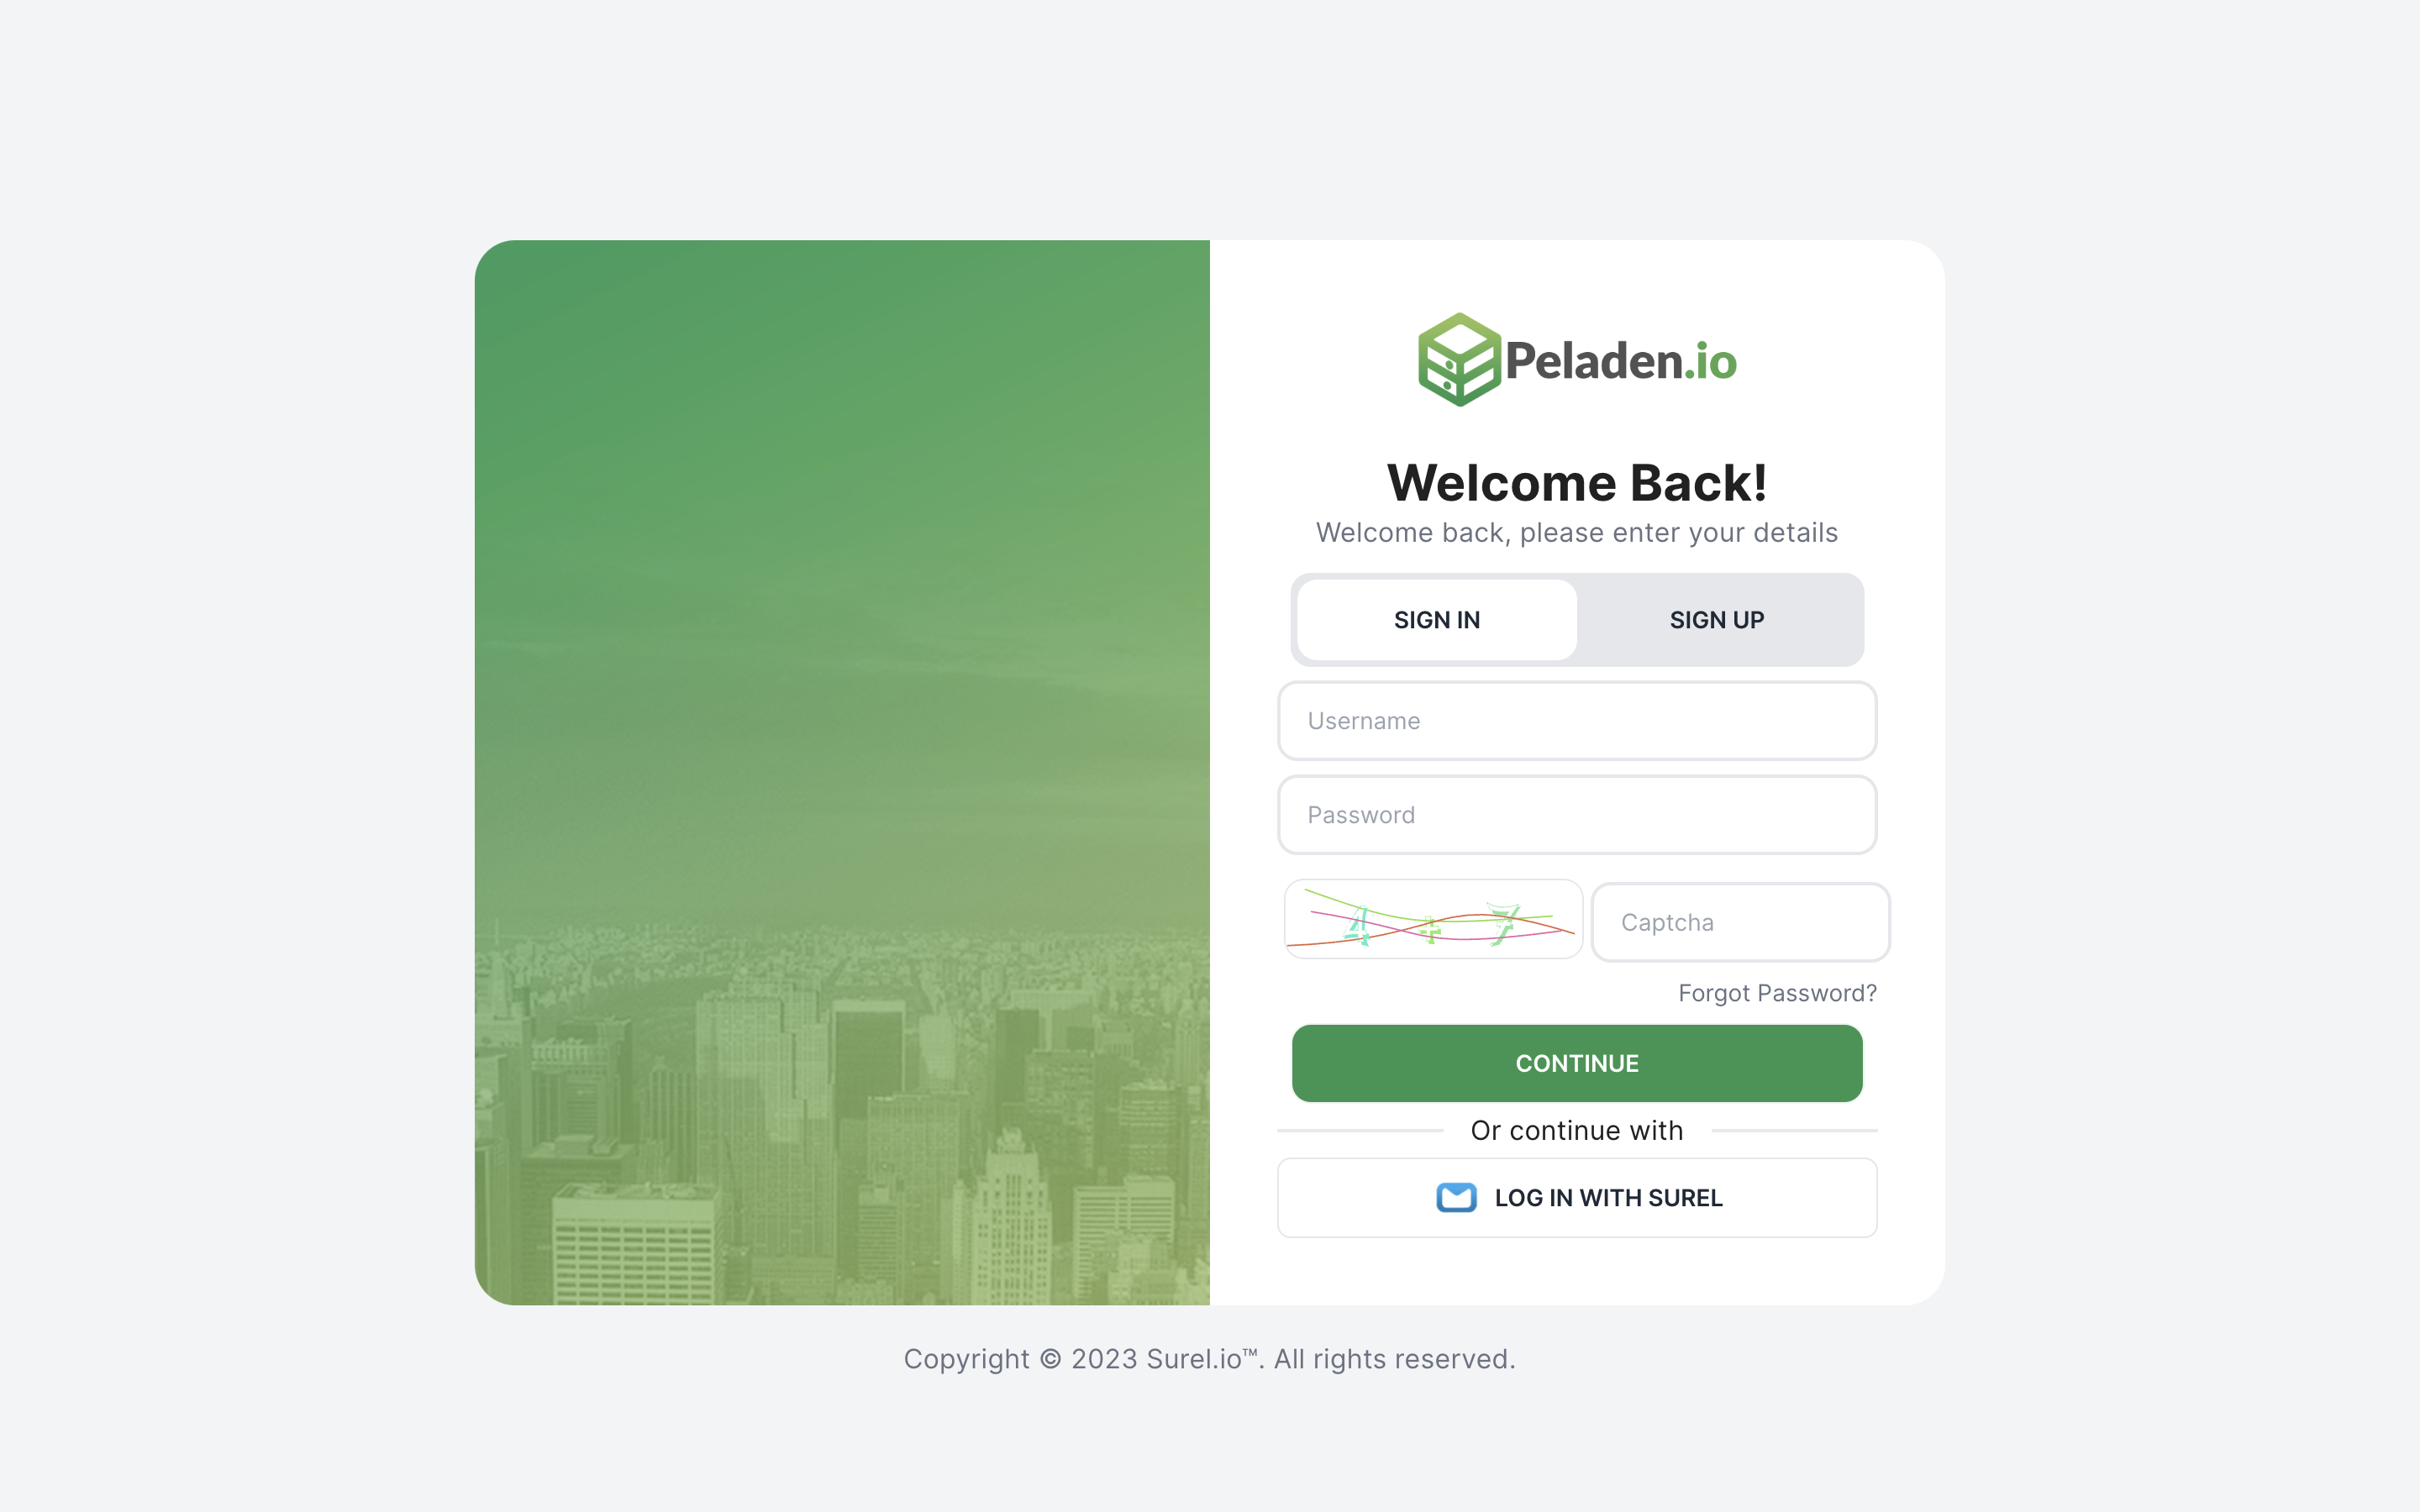 Peladen.io
Welcome Back!
Welcome back, please enter your details
SIGN IN
SIGN UP
Username
Password
4 + 7
Captcha
Forgot Password?
CONTINUE
Or continue with
LOG IN WITH SUREL
Copyright © 2023 Surel.io™. All rights reserved.